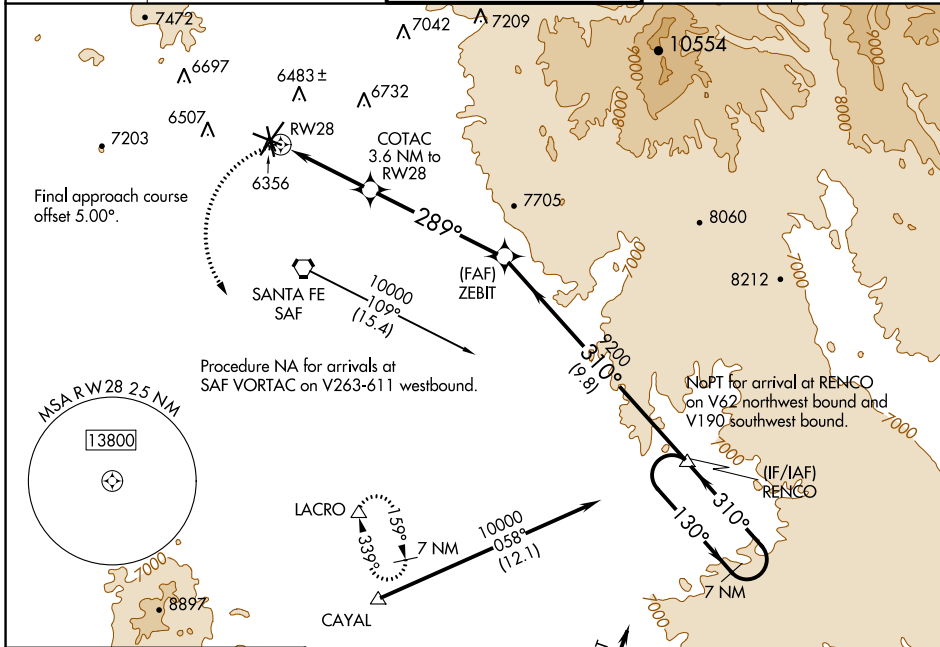 7472
7042
7209
10554
9000
9000
8000
8000
6697
6483 ±
6732
6507
RW28
7203
6356
COTAC
3.6 NM to
RW28
Final approach course
offset 5.00°.
289°
7705
8060
8212
7000
(FAF)
ZEBIT
SANTA FE
SAF
10000
109°
(15.4)
Procedure NA for arrivals at
SAF VORTAC on V263-611 westbound.
9200
310°
(9.8)
NoPT for arrival at RENCO
on V62 northwest bound and
V190 southwest bound.
7000
MSA RW28 25 NM
13800
(IF/IAF)
RENCO
310°
130°
7 NM
LACRO
159°
339°
7 NM
10000
058°
(12.1)
CAYAL
7000
8897
7000